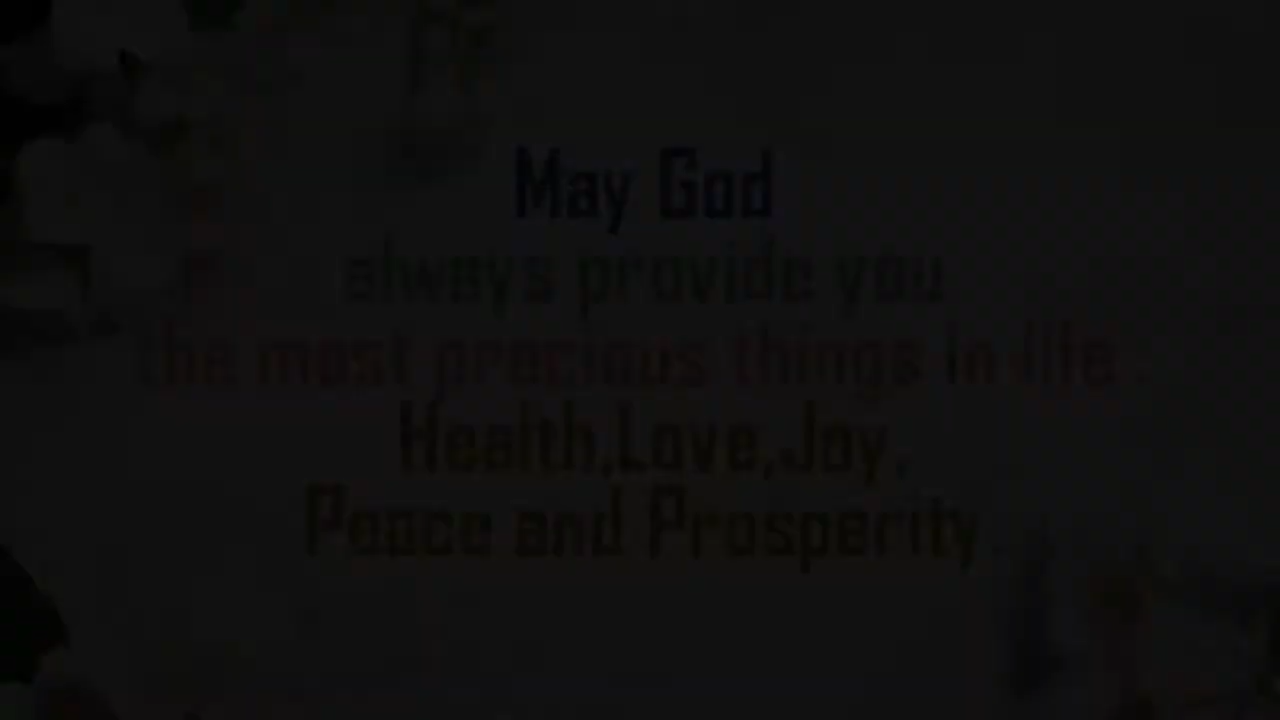 May God
always provide you
the most precious things in life :
Health,Love,Joy,
Peace and Prosperity